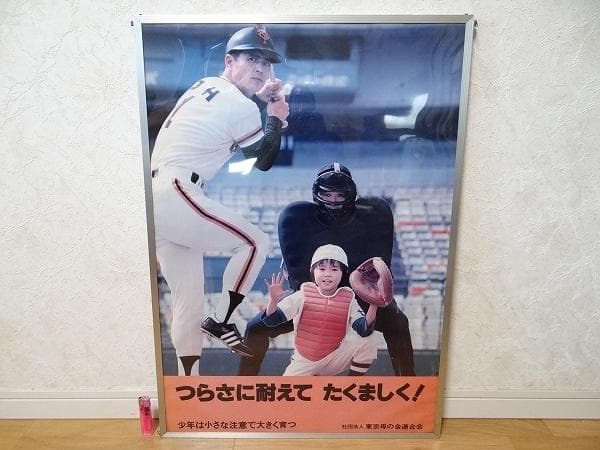 OH
1
つらさに耐えて たくましく!
少年は小さな注意で大きく育つ
社団法人 東京母の会連合会